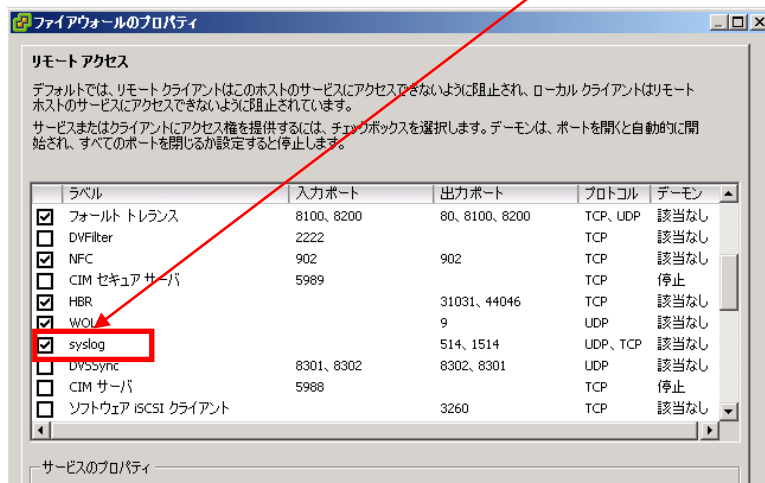 ファイアウォールのプロパティ
リモート アクセス
デフォルトでは、リモート クライアントはこのホストのサービスにアクセスできないように阻止され、ローカル クライアントはリモート
ホストのサービスにアクセスできないように阻止されています。
サービスまたはクライアントにアクセス権を提供するには、チェックボックスを選択します。デーモンは、ポートを開くと自動的に開
始され、すべてのポートを閉じるか設定すると停止します。
ラベル 入力ポート 出力ポート プロトコル デーモン
フォールト トレランス 8100、8200 80、8100、8200 TCP、UDP 該当なし
DVFilter 2222 TCP 該当なし
NFC 902 902 TCP 該当なし
CIM セキュア サーバ 5989 TCP 停止
HBR 31031、44046 TCP 該当なし
WOL 9 UDP 該当なし
syslog 514、1514 UDP、TCP 該当なし
DVSSync 8301、8302 8302、8301 UDP 該当なし
CIM サーバ 5988 TCP 停止
ソフトウェア iSCSI クライアント 3260 TCP 該当なし
サービスのプロパティ